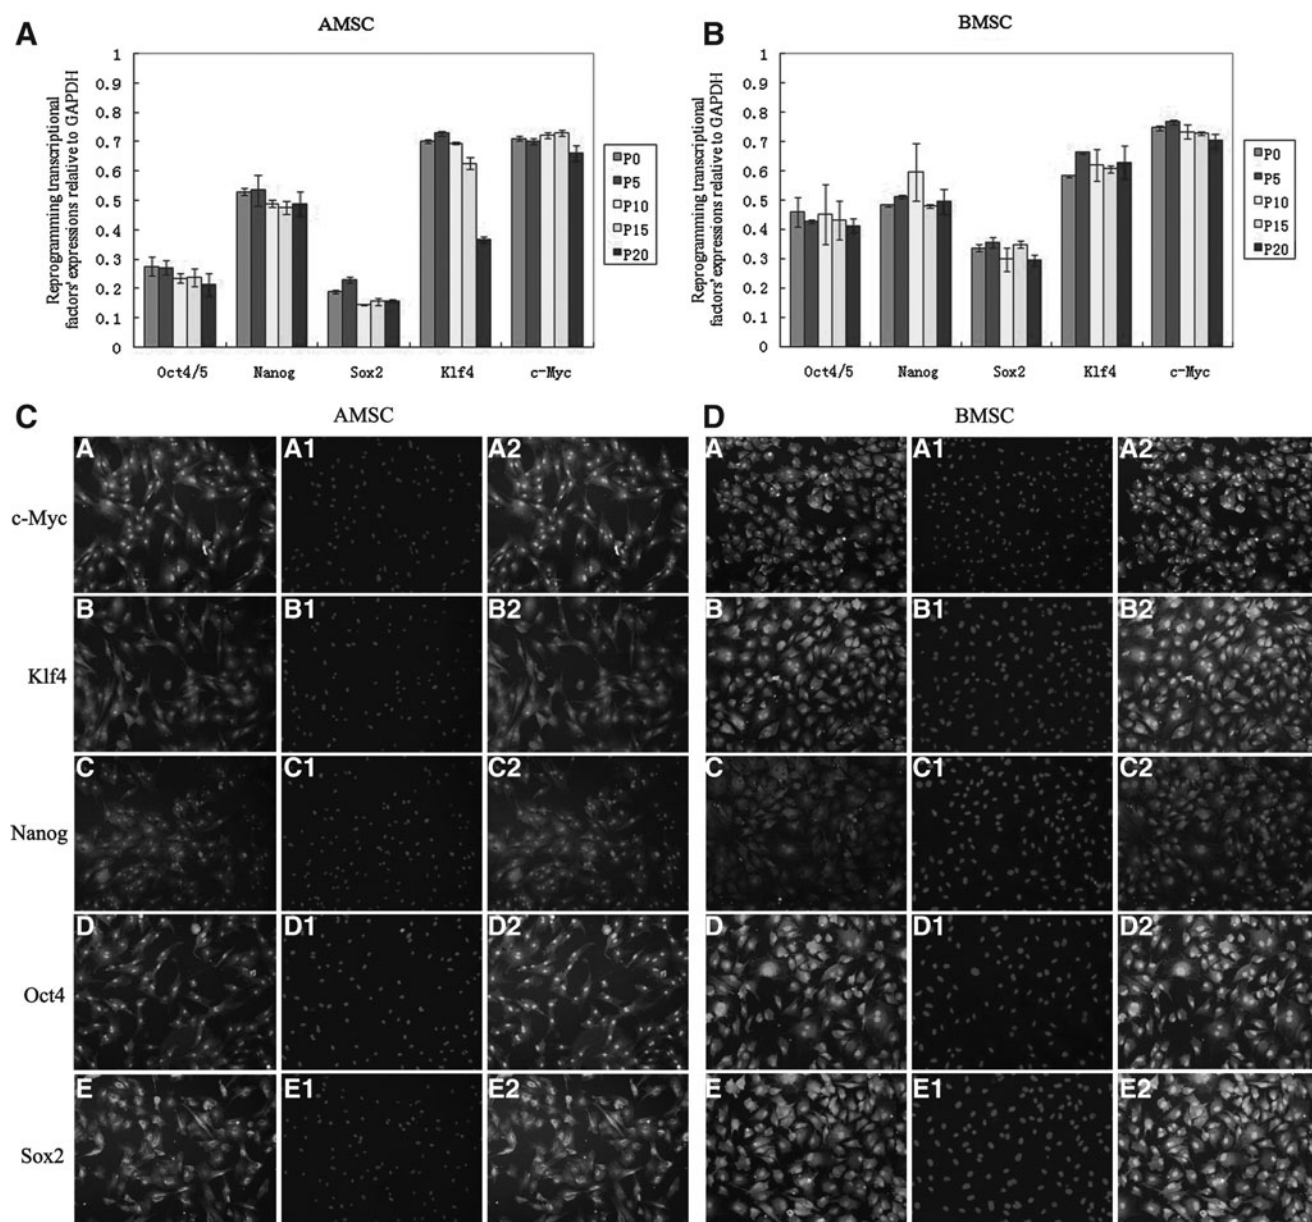 A
AMSC
Reprogramming transcriptional
factors' expressions relative to GAPDH
1
0.9
0.8
0.7
0.6
0.5
0.4
0.3
0.2
0.1
0
Oct4/5 Nanog Sox2 Klf4 c-Myc
P0
P5
P10
P15
P20
B
BMSC
Reprogramming transcriptional
factors' expressions relative to GAPDH
1
0.9
0.8
0.7
0.6
0.5
0.4
0.3
0.2
0.1
0
Oct4/5 Nanog Sox2 Klf4 c-Myc
P0
P5
P10
P15
P20
C AMSC D BMSC
A A1 A2 A A1 A2
c-Myc
B B1 B2 B B1 B2
Klf4
C C1 C2 C C1 C2
Nanog
D D1 D2 D D1 D2
Oct4
E E1 E2 E E1 E2
Sox2